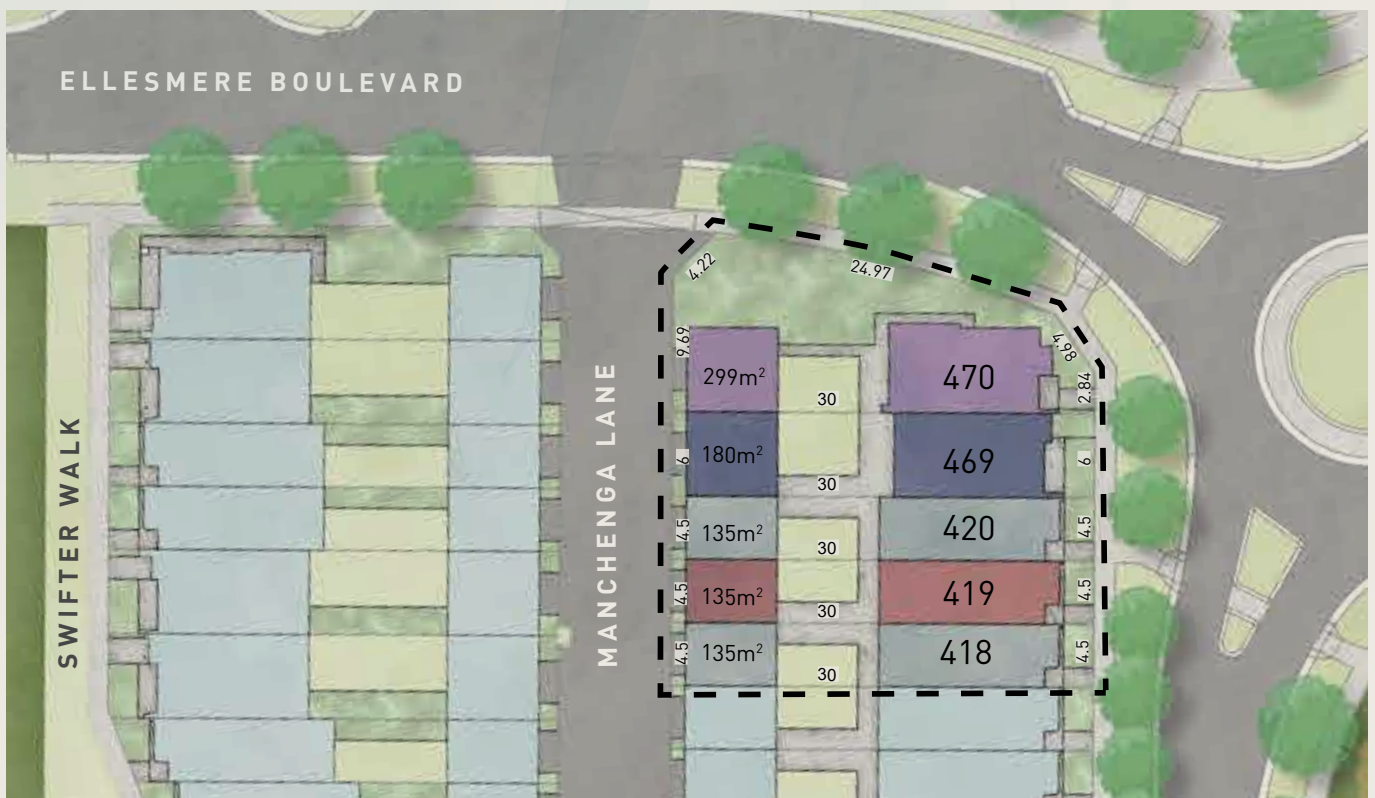 ELLESMERE BOULEVARD
SWIFTER WALK
MANCHENGA LANE
4.22
24.97
4.98
9.69
299m²
30
470
2.84
6
180m²
30
469
6
4.5
135m²
30
420
4.5
4.5
135m²
30
419
4.5
4.5
135m²
30
418
4.5